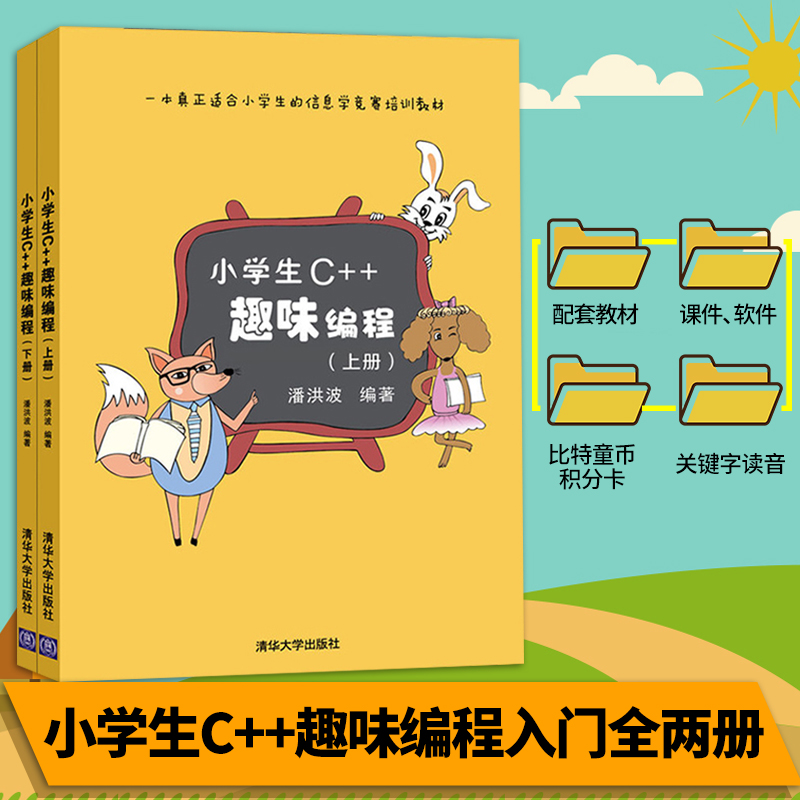 一本真正适合小学生的信息学竞赛培训教材
小学生C++
趣味编程
（上册）
潘洪波 编著
清华大学出版社
小学生C++趣味编程（上册） 潘洪波 编著 清华大学出版社
小学生C++趣味编程（下册） 潘洪波 编著 清华大学出版社
配套教材
课件、软件
比特童币
积分卡
关键字读音
小学生C++趣味编程入门全两册